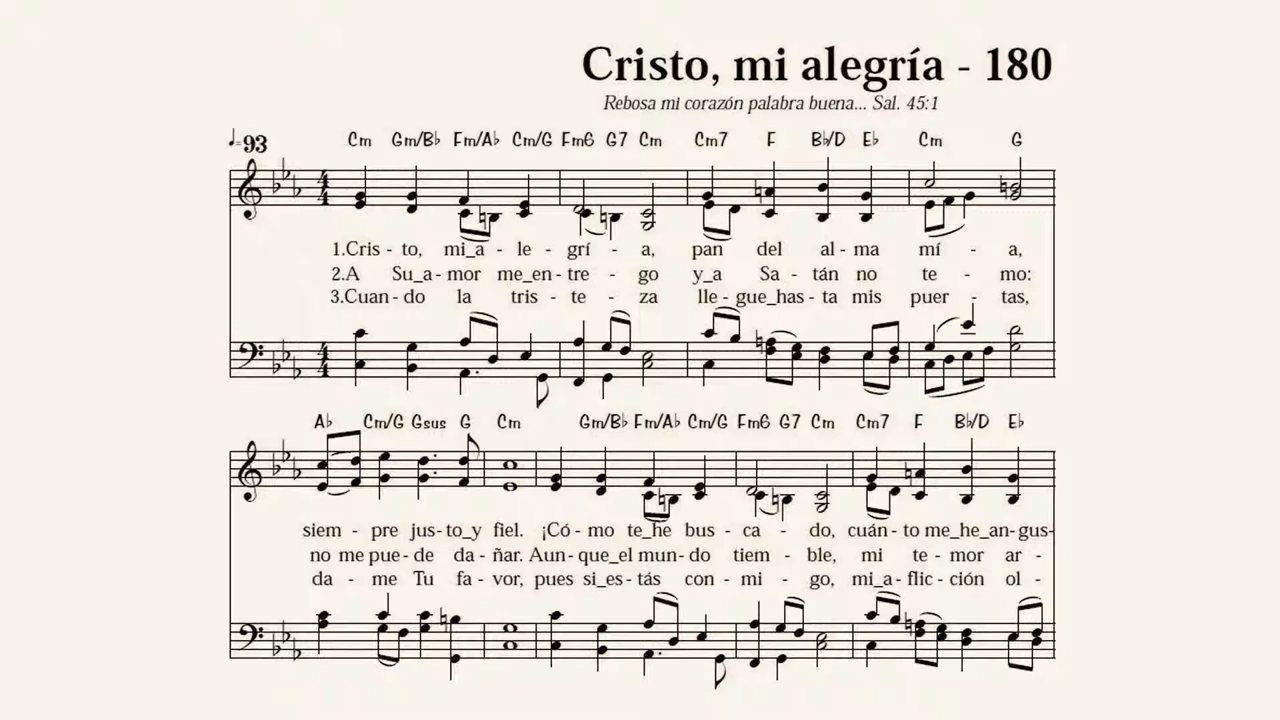 Cristo, mi alegría - 180
Rebosa mi corazón palabra buena... Sal. 45:1
♩=93 Cm Gm/B♭ Fm/A♭ Cm/G Fm6 G7 Cm Cm7 F B♭/D E♭ Cm G
1.Cris - to, mi_a - le - grí - a, pan del al - ma mí - a,
2.A Su_a - mor me_en - tre - go y_a Sa - tán no te - mo:
3.Cuan - do la tris - te - za lle - gue_has - ta mis puer - tas,
A♭ Cm/G Gsus G Cm Gm/B♭ Fm/A♭ Cm/G Fm6 G7 Cm Cm7 F B♭/D E♭
siem - pre jus - to_y fiel. ¡Có - mo te_he bus - ca - do, cuán - to me_he_an - gus-
no me pue - de da - ñar. Aun - que_el mun - do tiem - ble, mi te - mor ar -
da - me Tu fa - vor, pues si_es - tás con - mi - go, mi_a - flic - ción ol -